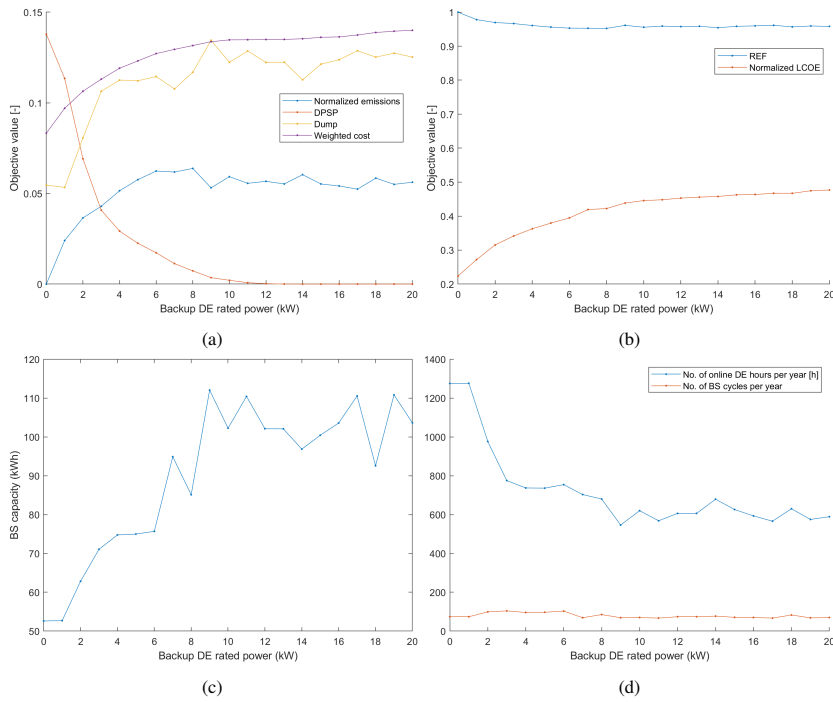 0.15
0.1
0.05
0
Objective value [-]
Normalized emissions
DPSP
Dump
Weighted cost
0 2 4 6 8 10 12 14 16 18 20
Backup DE rated power (kW)
(a)
1
0.9
0.8
0.7
0.6
0.5
0.4
0.3
0.2
Objective value [-]
REF
Normalized LCOE
0 2 4 6 8 10 12 14 16 18 20
Backup DE rated power (kW)
(b)
120
110
100
90
80
70
60
50
BS capacity (kWh)
0 2 4 6 8 10 12 14 16 18 20
Backup DE rated power (kW)
(c)
1400
1200
1000
800
600
400
200
0
No. of online DE hours per year [h]
No. of BS cycles per year
0 2 4 6 8 10 12 14 16 18 20
Backup DE rated power (kW)
(d)